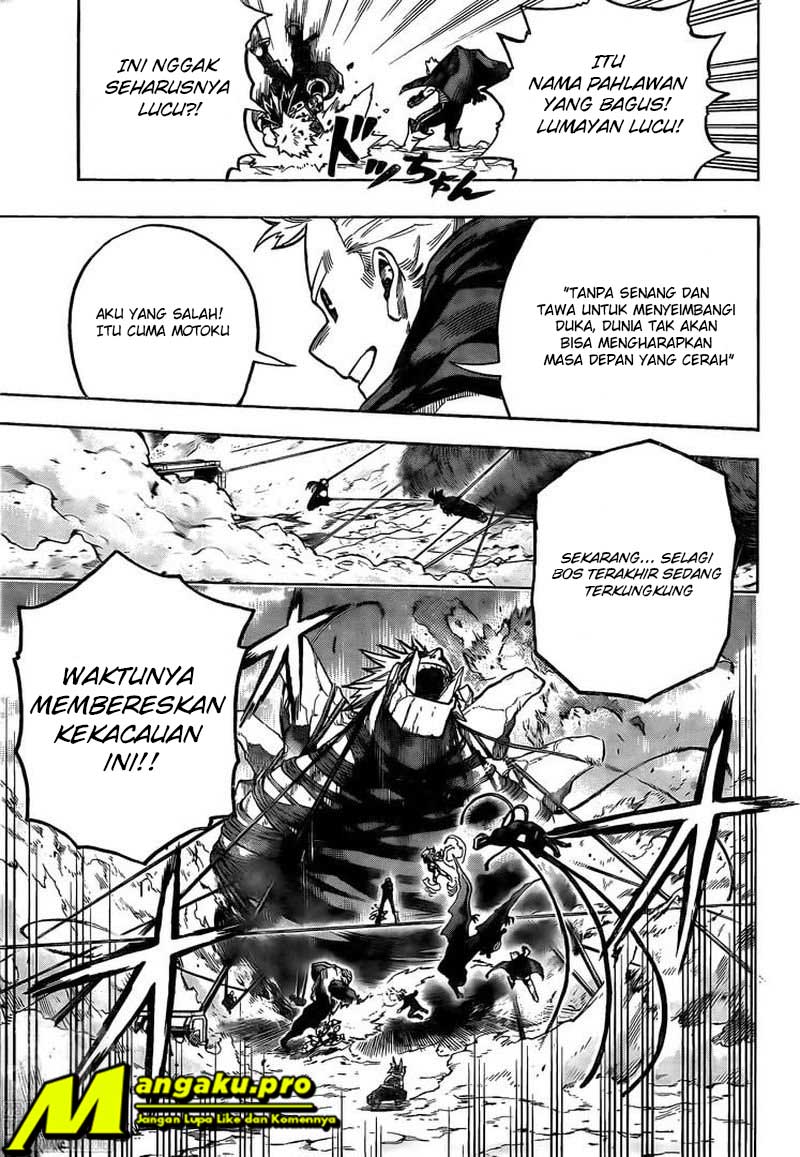 ITU
NAMA PAHLAWAN
YANG BAGUS!
LUMAYAN LUCU!
INI NGGAK
SEHARUSNYA
LUCU?!
ドッちゃん
"TANPA SENANG DAN
TAWA UNTUK MENYEIMBANGI
DUKA, DUNIA TAK AKAN
BISA MENGHARAPKAN
MASA DEPAN YANG CERAH"
AKU YANG SALAH!
ITU CUMA MOTOKU
SEKARANG... SELAGI
BOS TERAKHIR SEDANG
TERKUNGKUNG
WAKTUNYA
MEMBERESKAN
KEKACAUAN
INI!!
Mangaku.pro
Jangan Lupa Like dan Komennya